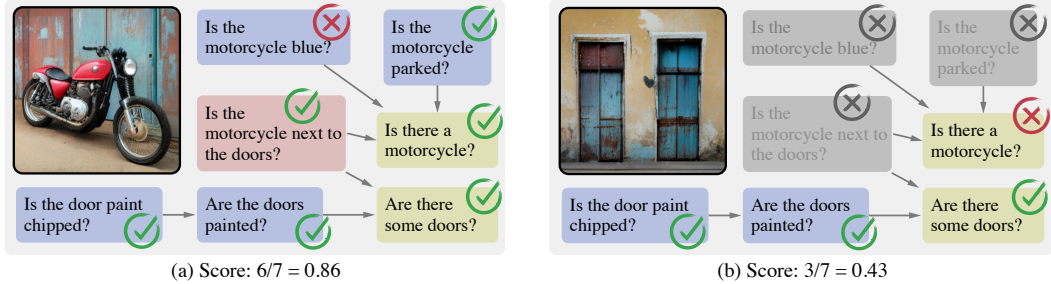 Is the
motorcycle blue?
Is the
motorcycle
parked?
Is the
motorcycle next to
the doors?
Is there a
motorcycle?
Is the door paint
chipped?
Are the doors
painted?
Are there
some doors?
(a) Score: 6/7 = 0.86
Is the
motorcycle blue?
Is the
motorcycle
parked?
Is the
motorcycle next to
the doors?
Is there a
motorcycle?
Is the door paint
chipped?
Are the doors
painted?
Are there
some doors?
(b) Score: 3/7 = 0.43